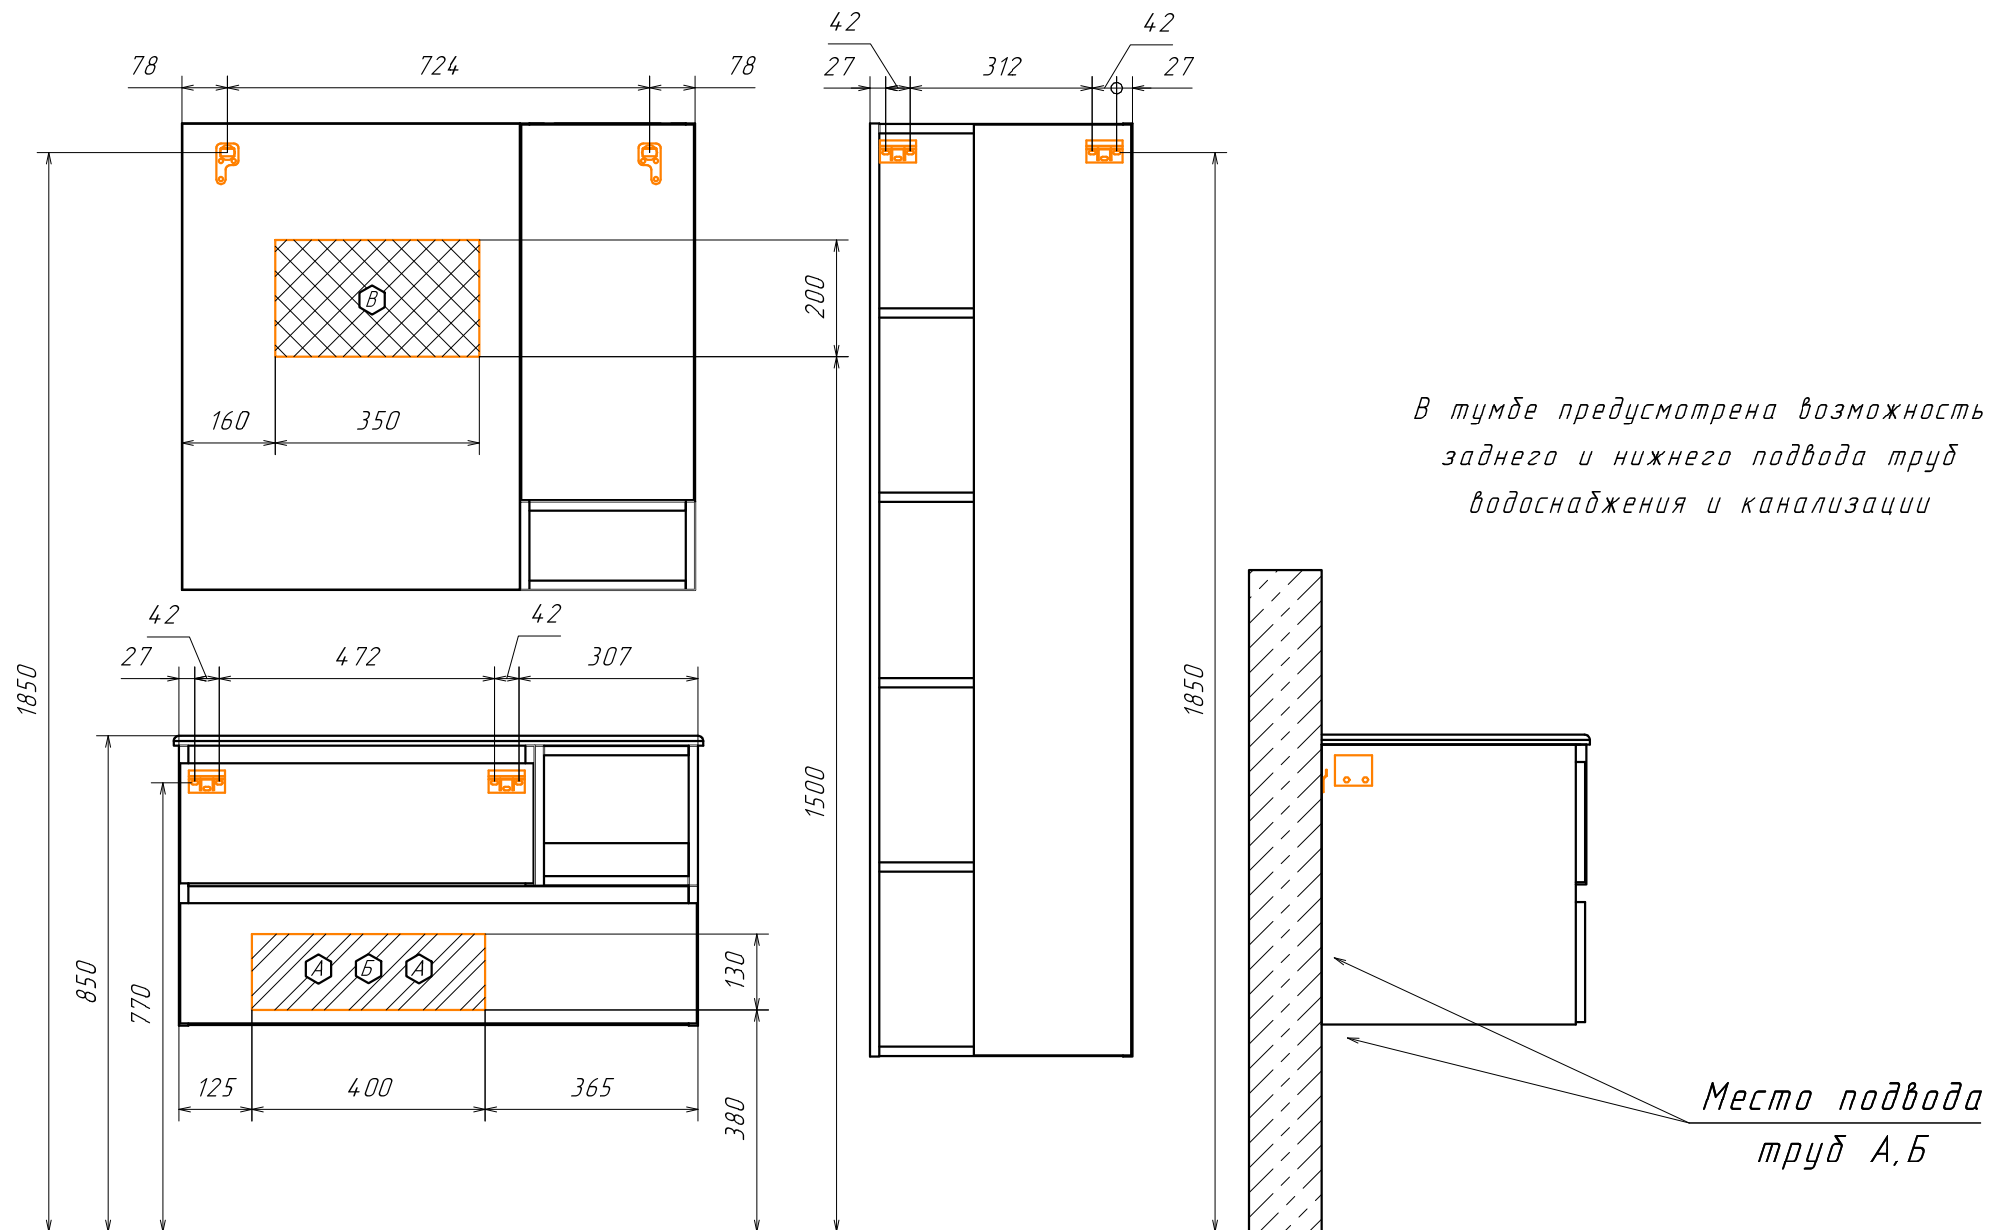 42
42
78
724
78
27
312
27
В
200
160
350
В тумбе предусмотрена возможность
заднего и нижнего подвода труб
водоснабжения и канализации
42
42
27
472
307
1850
1850
1500
850
770
А
Б
А
130
125
400
365
380
Место подвода
труб А,Б